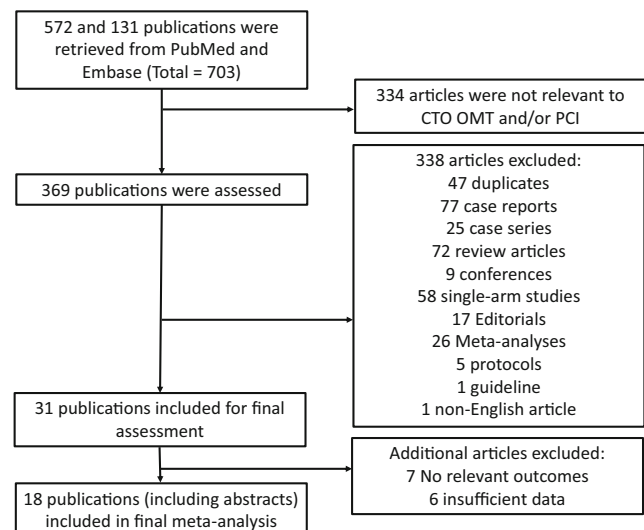 572 and 131 publications were
retrieved from PubMed and
Embase (Total = 703)
334 articles were not relevant to
CTO OMT and/or PCI
369 publications were assessed
338 articles excluded:
47 duplicates
77 case reports
25 case series
72 review articles
9 conferences
58 single-arm studies
17 Editorials
26 Meta-analyses
5 protocols
1 guideline
1 non-English article
31 publications included for final
assessment
Additional articles excluded:
7 No relevant outcomes
6 insufficient data
18 publications (including abstracts)
included in final meta-analysis